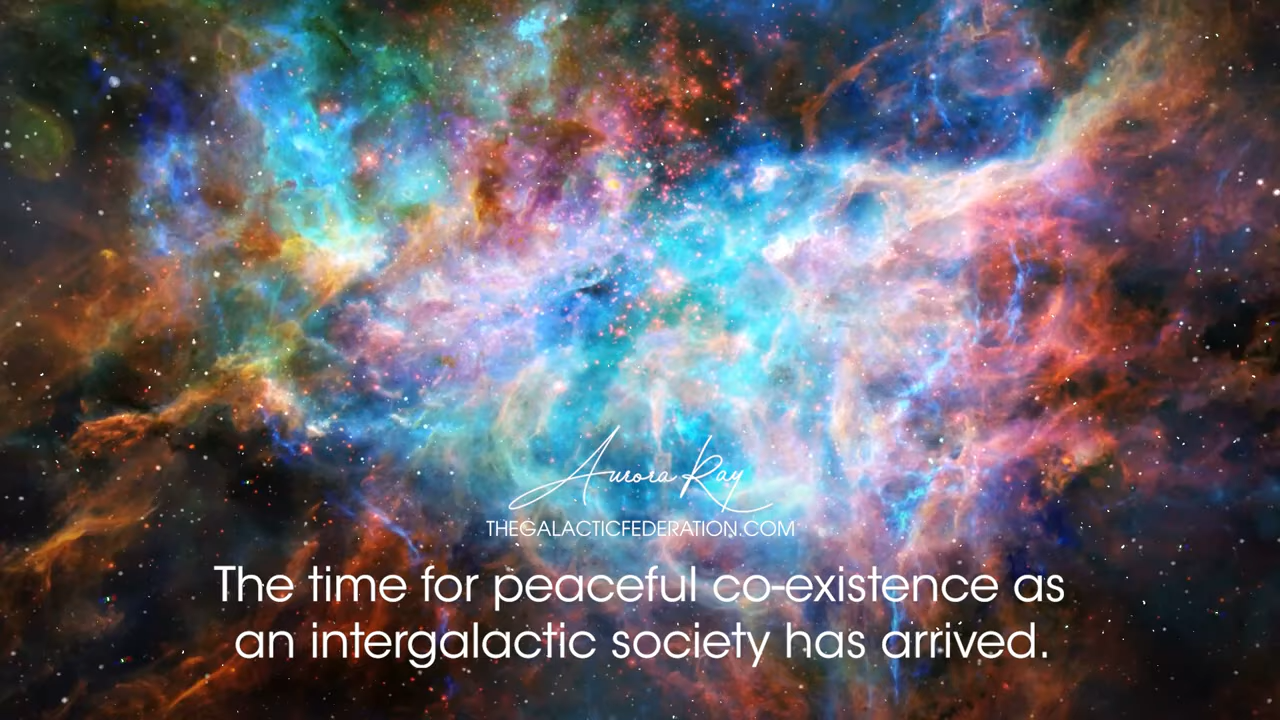 Aurora Ray
THEGALACTICFEDERATION.COM
The time for peaceful co-existence as
an intergalactic society has arrived.